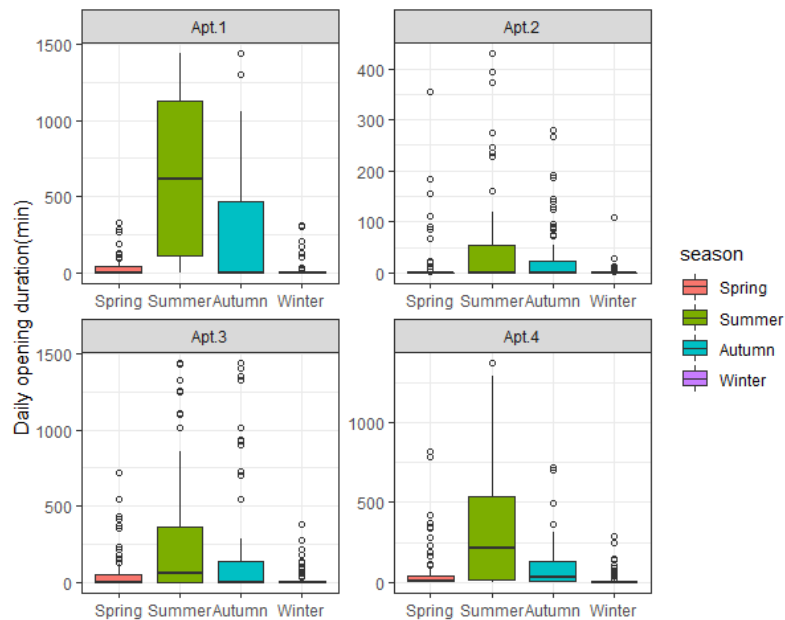 Apt.1
Apt.2
1500
1000
500
0
400
300
200
100
0
Spring Summer Autumn Winter
Spring Summer Autumn Winter
Daily opening duration(min)
season
Spring
Summer
Autumn
Winter
Apt.3
Apt.4
1500
1000
500
0
1000
500
0
Spring Summer Autumn Winter
Spring Summer Autumn Winter